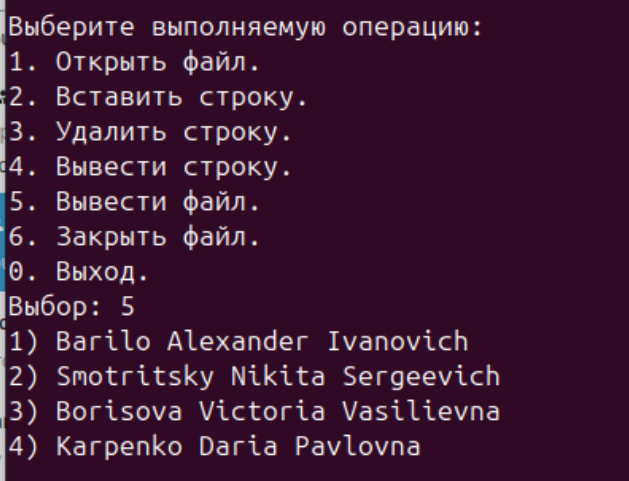 Выберите выполняемую операцию:
1. Открыть файл.
2. Вставить строку.
3. Удалить строку.
4. Вывести строку.
5. Вывести файл.
6. Закрыть файл.
0. Выход.
Выбор: 5
1) Barilo Alexander Ivanovich
2) Smotritsky Nikita Sergeevich
3) Borisova Victoria Vasilievna
4) Karpenko Daria Pavlovna